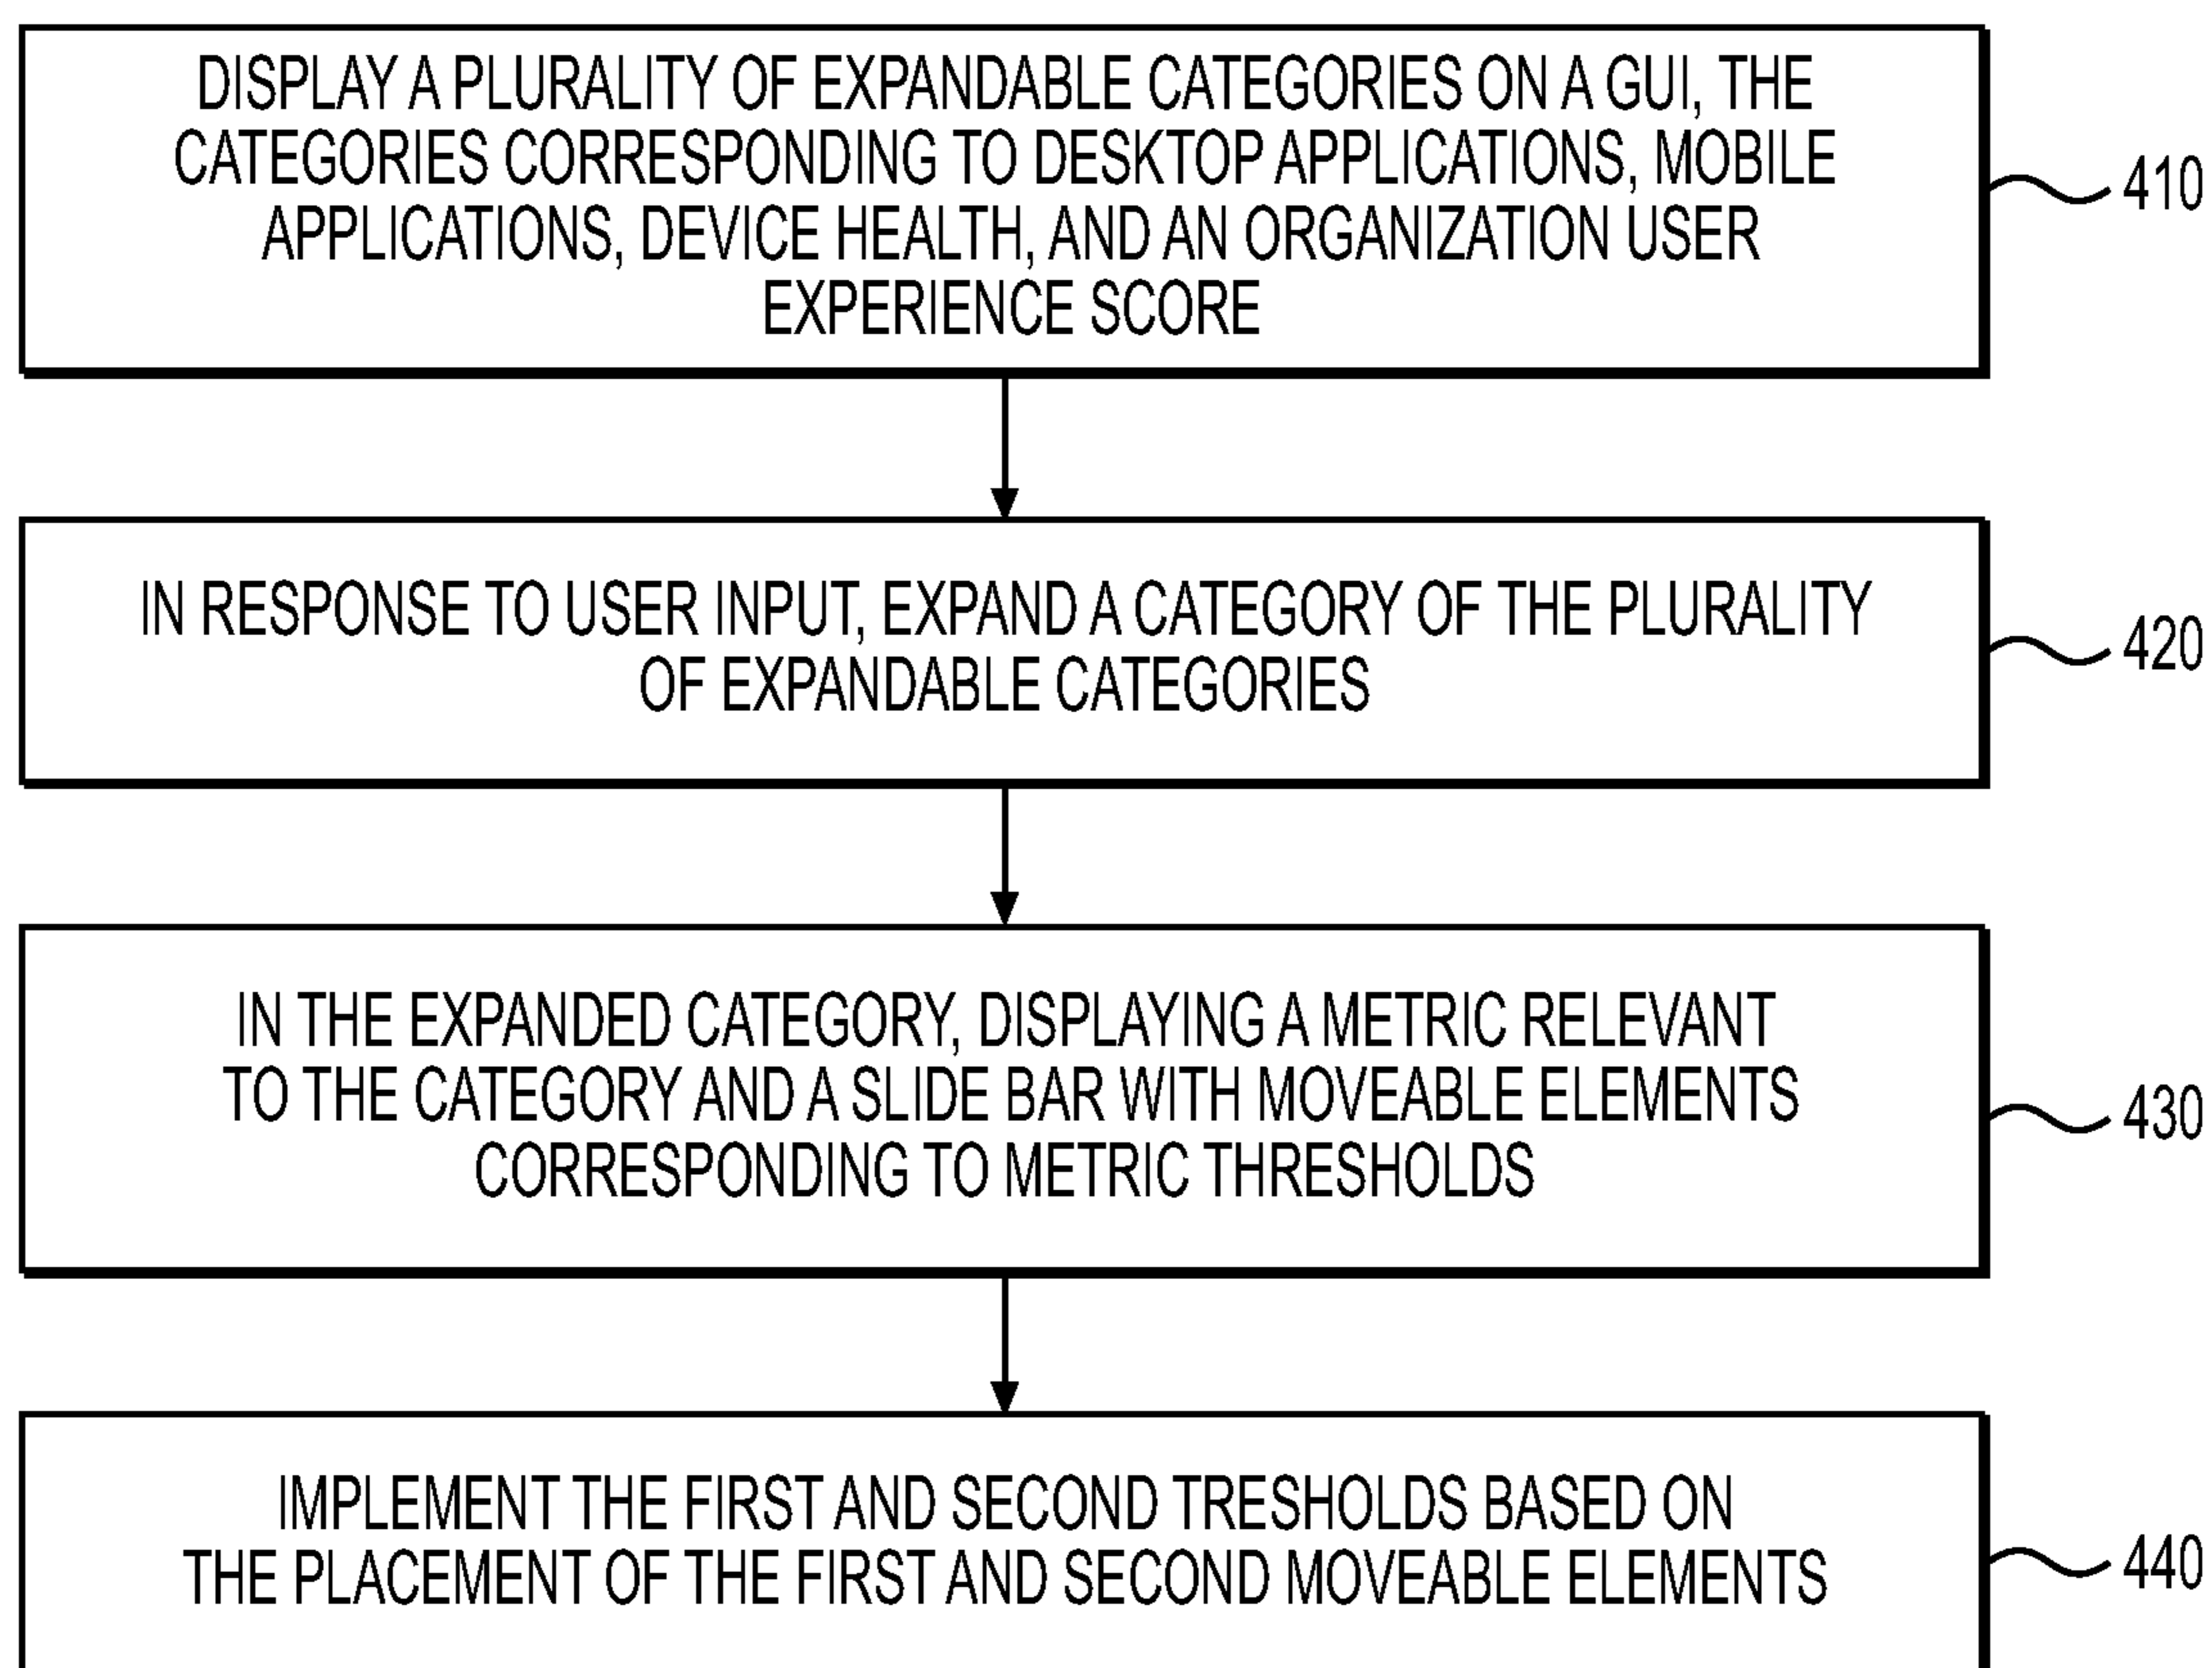 DISPLAY A PLURALITY OF EXPANDABLE CATEGORIES ON A GUI, THE
CATEGORIES CORRESPONDING TO DESKTOP APPLICATIONS, MOBILE
APPLICATIONS, DEVICE HEALTH, AND AN ORGANIZATION USER
EXPERIENCE SCORE
410
IN RESPONSE TO USER INPUT, EXPAND A CATEGORY OF THE PLURALITY
OF EXPANDABLE CATEGORIES
420
IN THE EXPANDED CATEGORY, DISPLAYING A METRIC RELEVANT
TO THE CATEGORY AND A SLIDE BAR WITH MOVEABLE ELEMENTS
CORRESPONDING TO METRIC THRESHOLDS
430
IMPLEMENT THE FIRST AND SECOND TRESHOLDS BASED ON
THE PLACEMENT OF THE FIRST AND SECOND MOVEABLE ELEMENTS
440